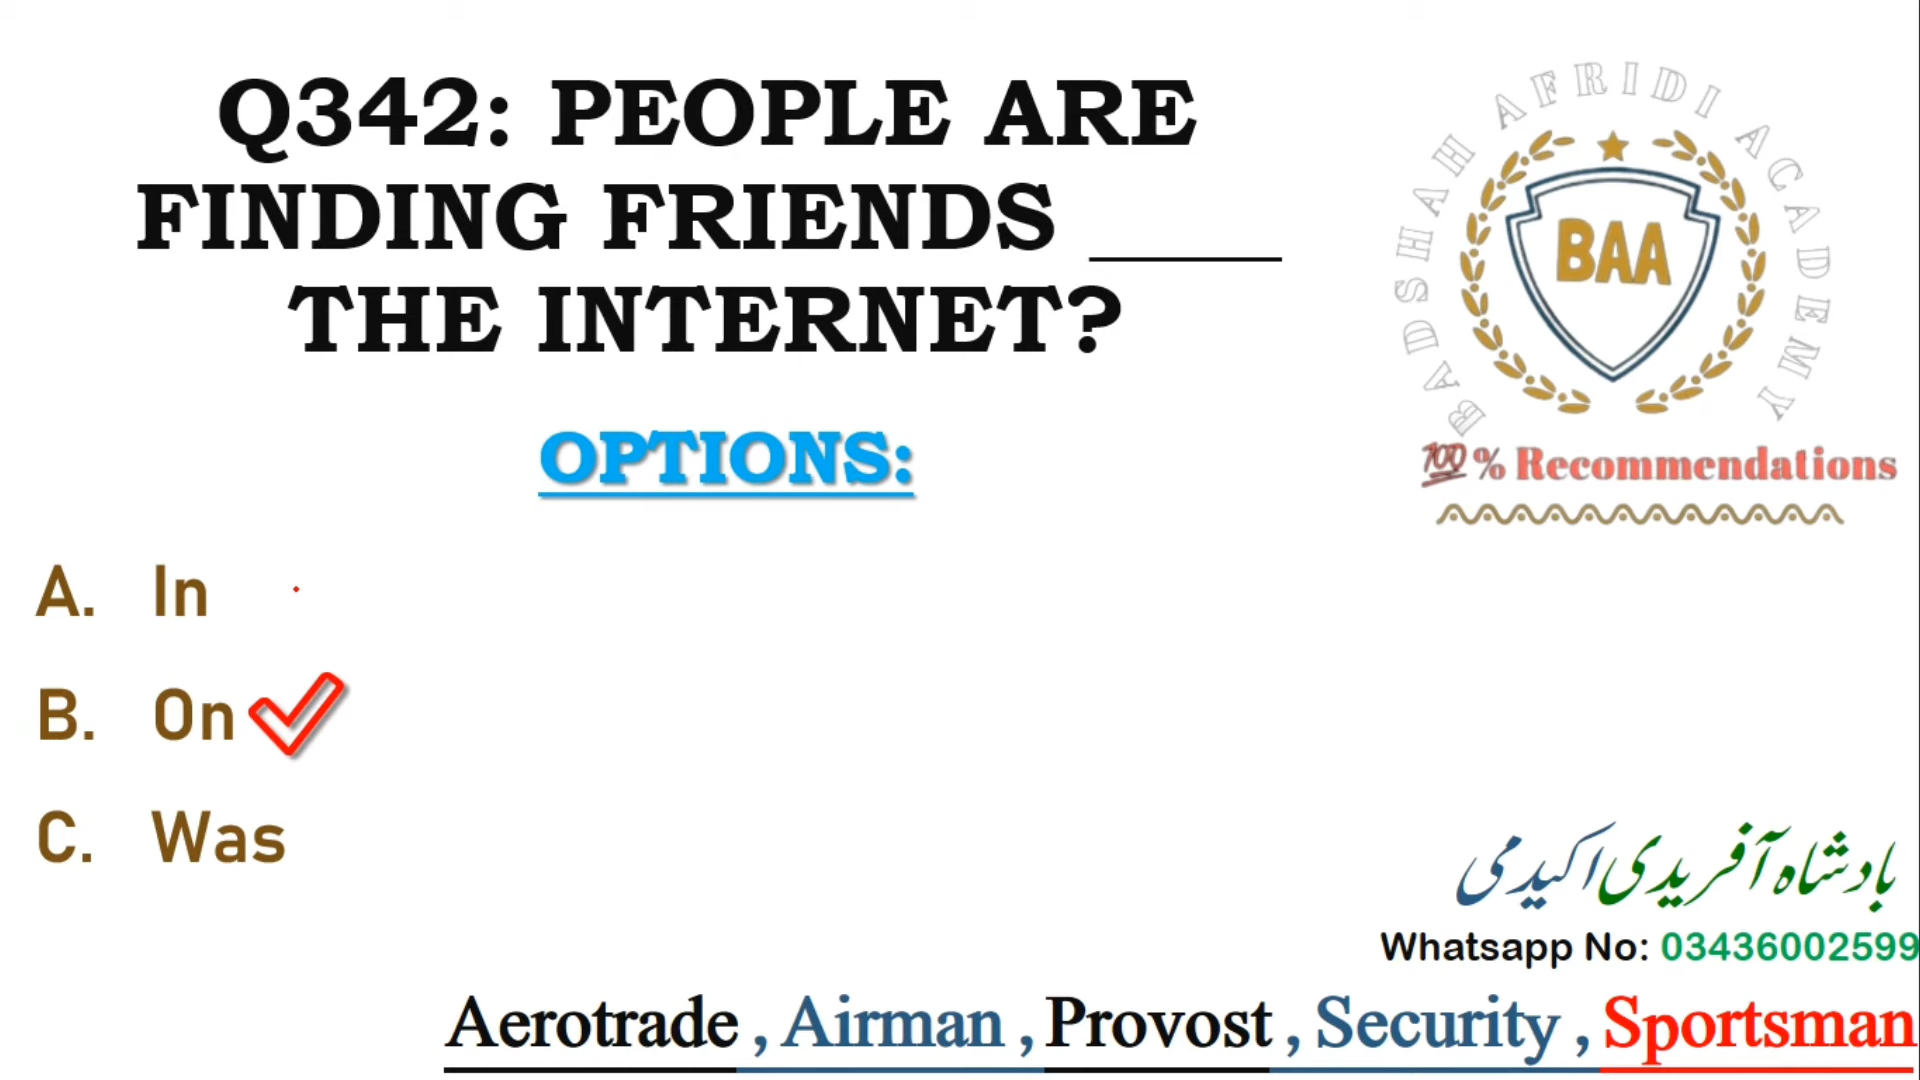 Q342: PEOPLE ARE
FINDING FRIENDS ____
THE INTERNET?
OPTIONS:
A. In
B. On
C. Was
BADSHAH AFRIDI ACADEMY
BAA
100% Recommendations
بادشاہ آفریدی اکیڈمی
Whatsapp No: 03436002599
Aerotrade , Airman , Provost , Security , Sportsman